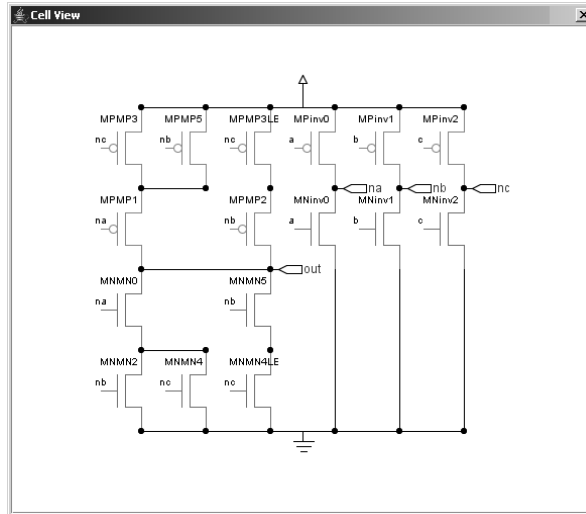 Cell View
MPMP3 MPMP5 MPMP3LE MPinv0 MPinv1 MPinv2
nc nb nc a b c
na nb nc
MPMP1 MPMP2 MNinv0 MNinv1 MNinv2
na nb a b c
out
MNMN0 MNMN5
na nb
MNMN2 MNMN4 MNMN4LE
nb nc nc